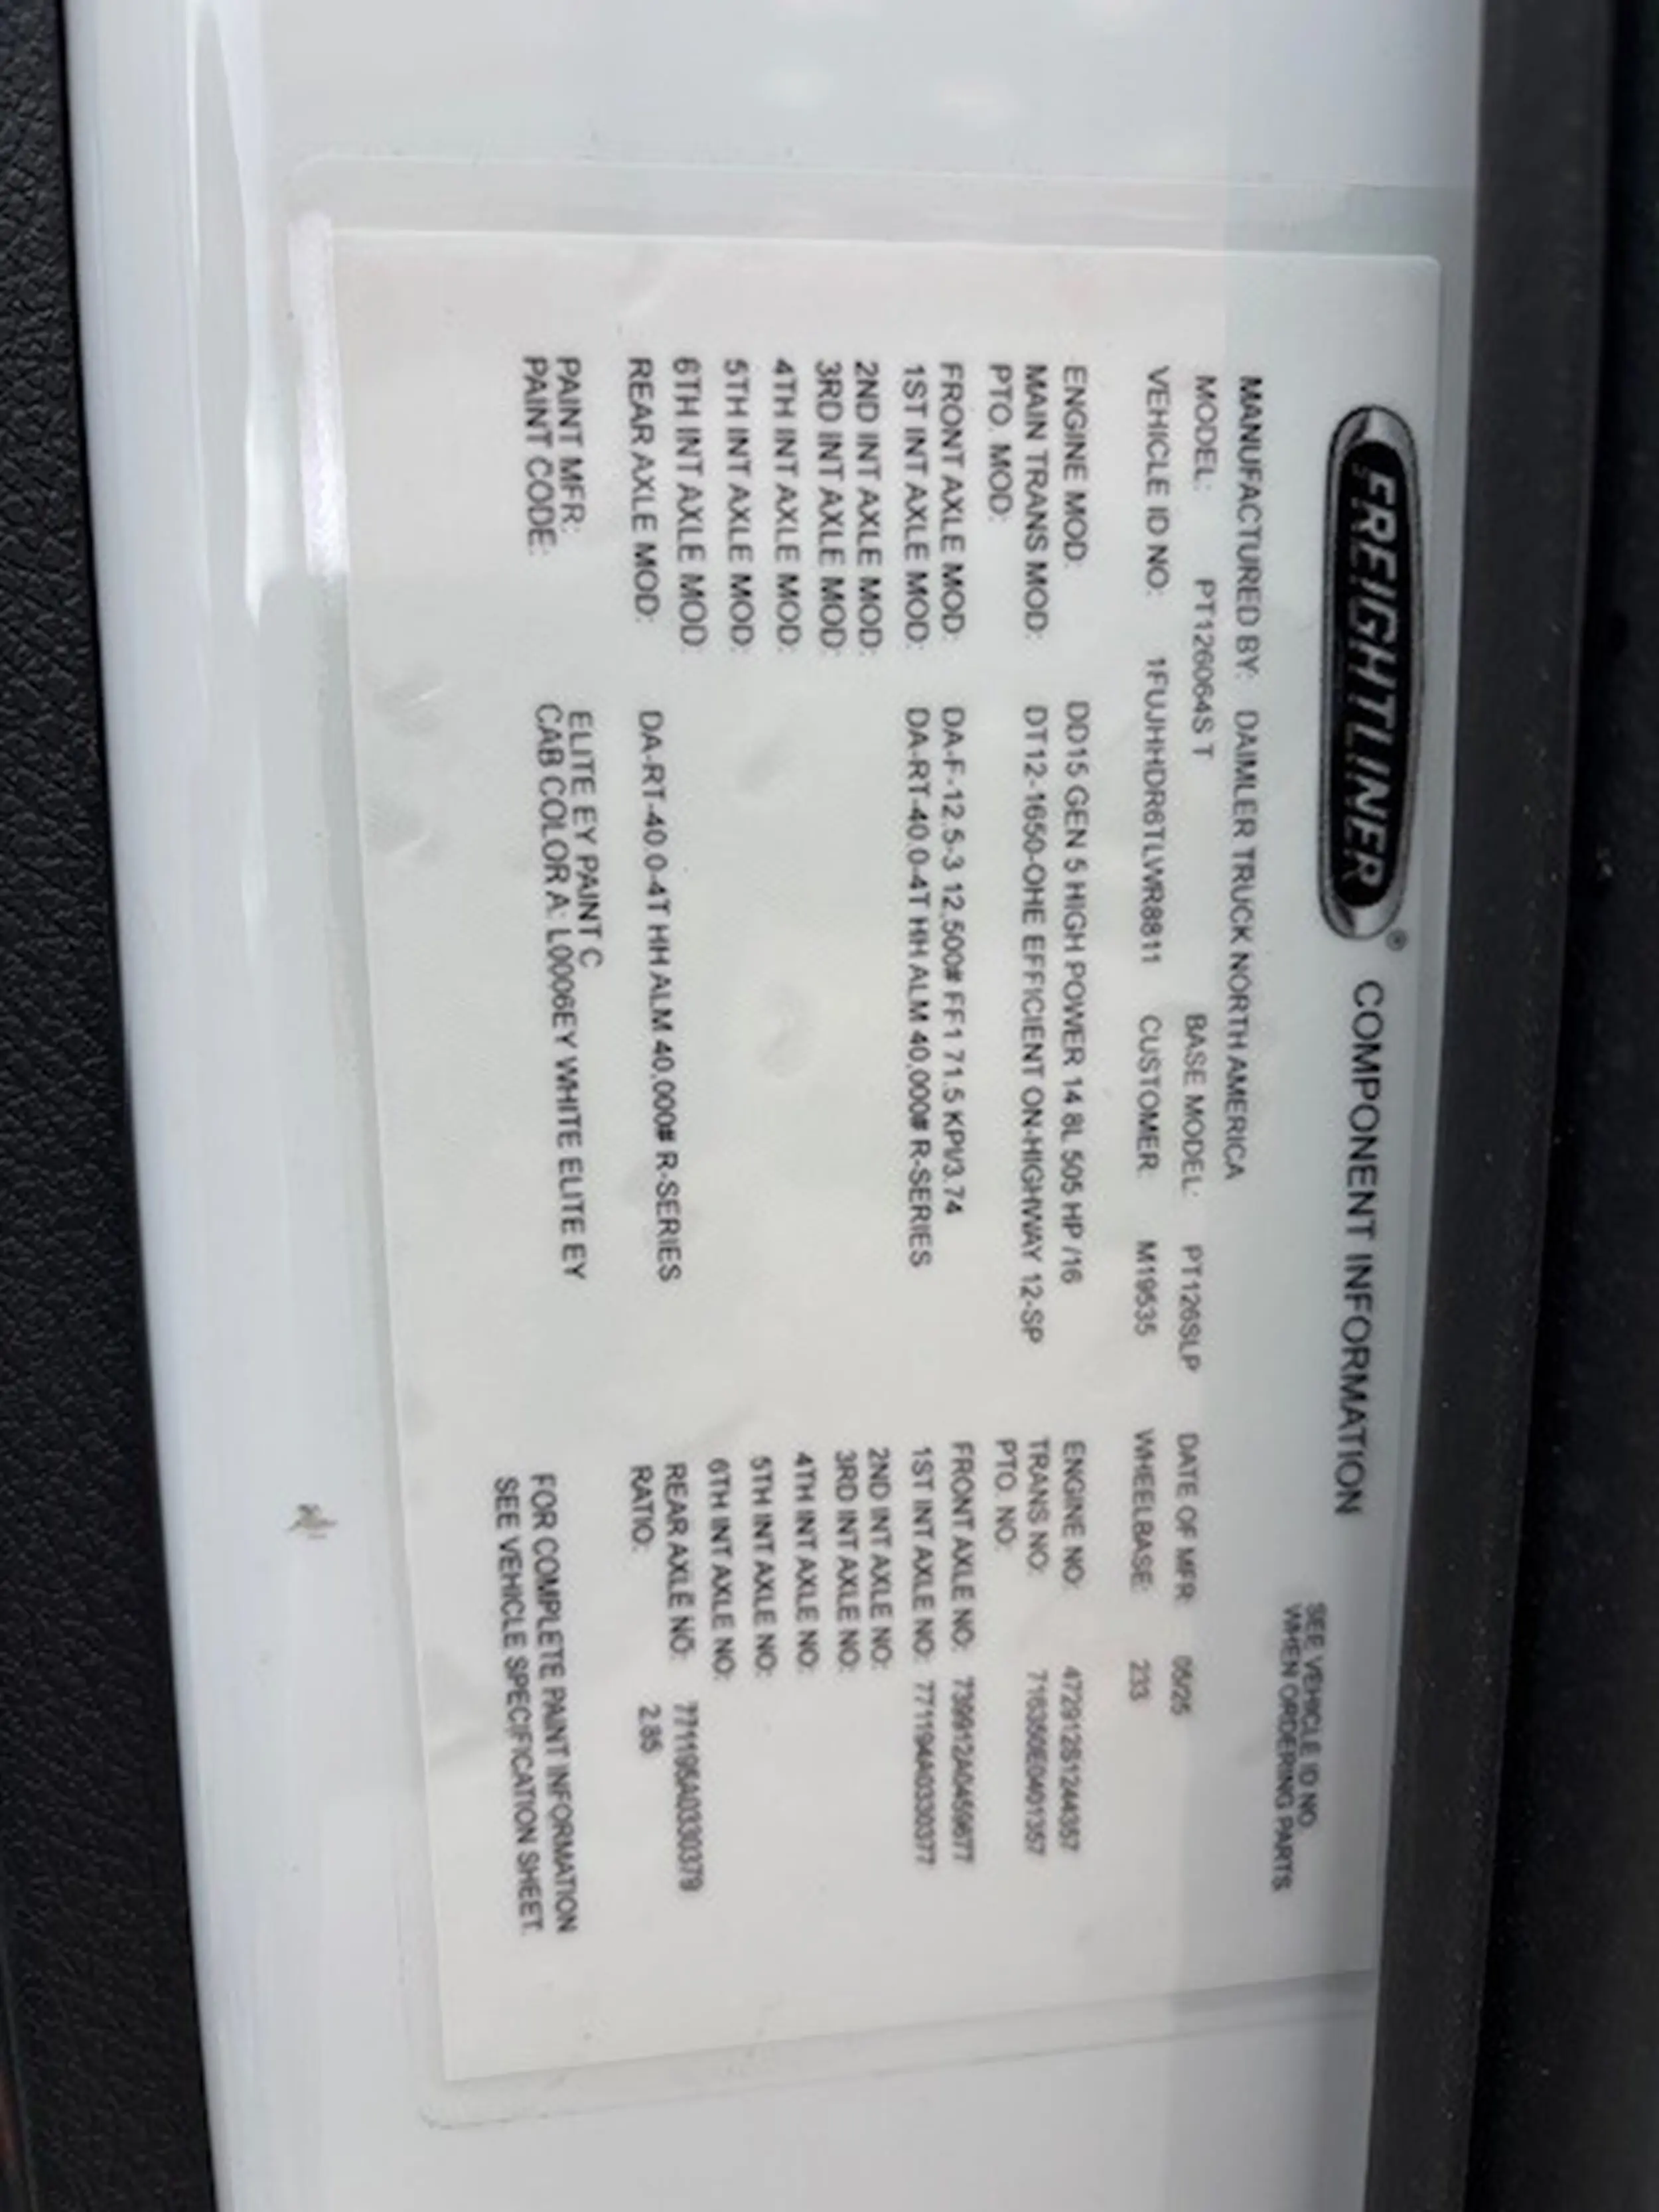 FREIGHTLINER® COMPONENT INFORMATION
SEE VEHICLE ID NO.
WHEN ORDERING PARTS
MANUFACTURED BY: DAIMLER TRUCK NORTH AMERICA
MODEL: PT126064S T BASE MODEL: PT126SLP DATE OF MFR: 05/25
VEHICLE ID NO: 1FUJHHDR6TLWR8811 CUSTOMER: M19535 WHEELBASE: 233
ENGINE MOD: DD15 GEN 5 HIGH POWER 14.8L 505 HP /16 ENGINE NO: 472912S1244357
MAIN TRANS MOD: DT12-1650-OHE EFFICIENT ON-HIGHWAY 12-SP TRANS NO: 716350E0401357
PTO. MOD: PTO. NO:
FRONT AXLE MOD: DA-F-12.5-3 12,500# FF1 71.5 KPI/3.74 FRONT AXLE NO:
1ST INT AXLE MOD: DA-RT-40.0-4T HH ALM 40,000# R-SERIES 1ST INT AXLE NO: 771194A0330377
2ND INT AXLE MOD: 2ND INT AXLE NO:
3RD INT AXLE MOD: 3RD INT AXLE NO:
4TH INT AXLE MOD: 4TH INT AXLE NO:
5TH INT AXLE MOD: 5TH INT AXLE NO:
6TH INT AXLE MOD: 6TH INT AXLE NO:
REAR AXLE MOD: DA-RT-40.0-4T HH ALM 40,000# R-SERIES REAR AXLE NO: 771195A0330379
RATIO: 2.85
PAINT MFR: ELITE EY PAINT C
PAINT CODE: CAB COLOR A: L0006EY WHITE ELITE EY
FOR COMPLETE PAINT INFORMATION
SEE VEHICLE SPECIFICATION SHEET.